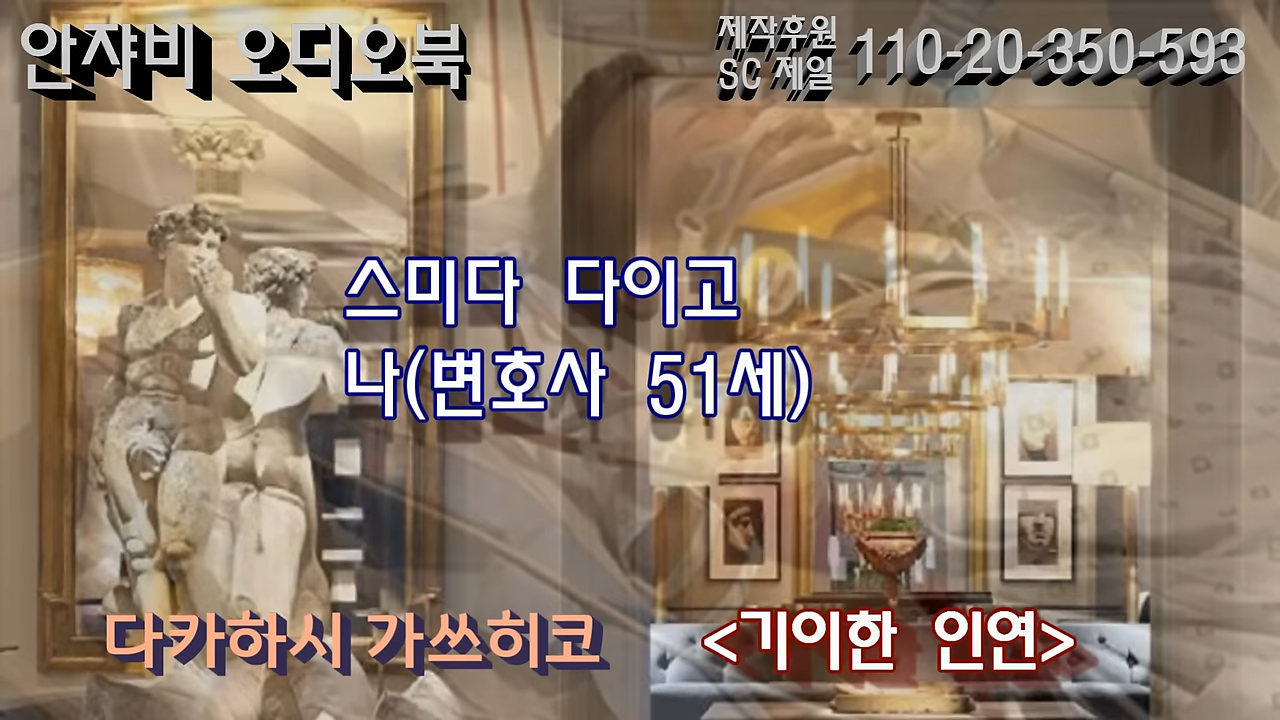 안쟈비 오디오북
제작후원
SC 제일
110-20-350-593
스미다 다이고
나(변호사 51세)
다카하시 가쓰히코
<기이한 인연>